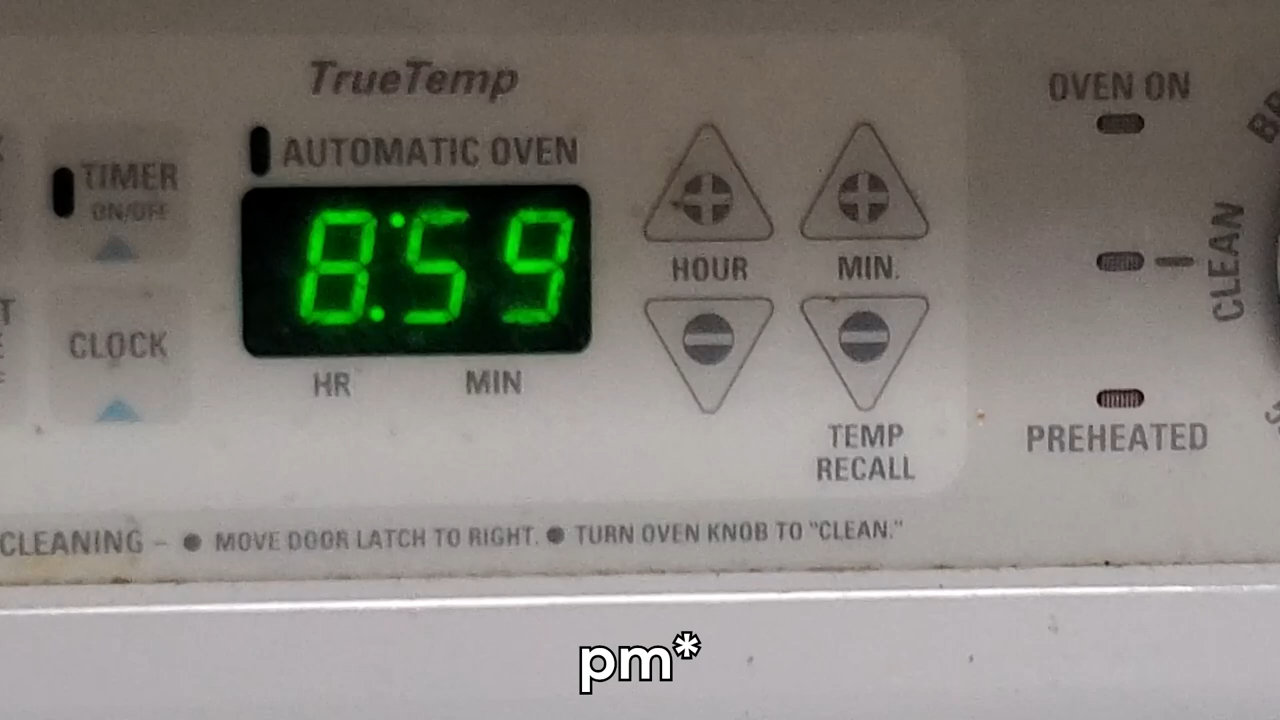 TrueTemp
AUTOMATIC OVEN
TIMER
ON/OFF
8:59
CLOCK
HR MIN
HOUR
MIN.
TEMP
RECALL
OVEN ON
CLEAN
PREHEATED
CLEANING – ● MOVE DOOR LATCH TO RIGHT. ● TURN OVEN KNOB TO "CLEAN."
pm*